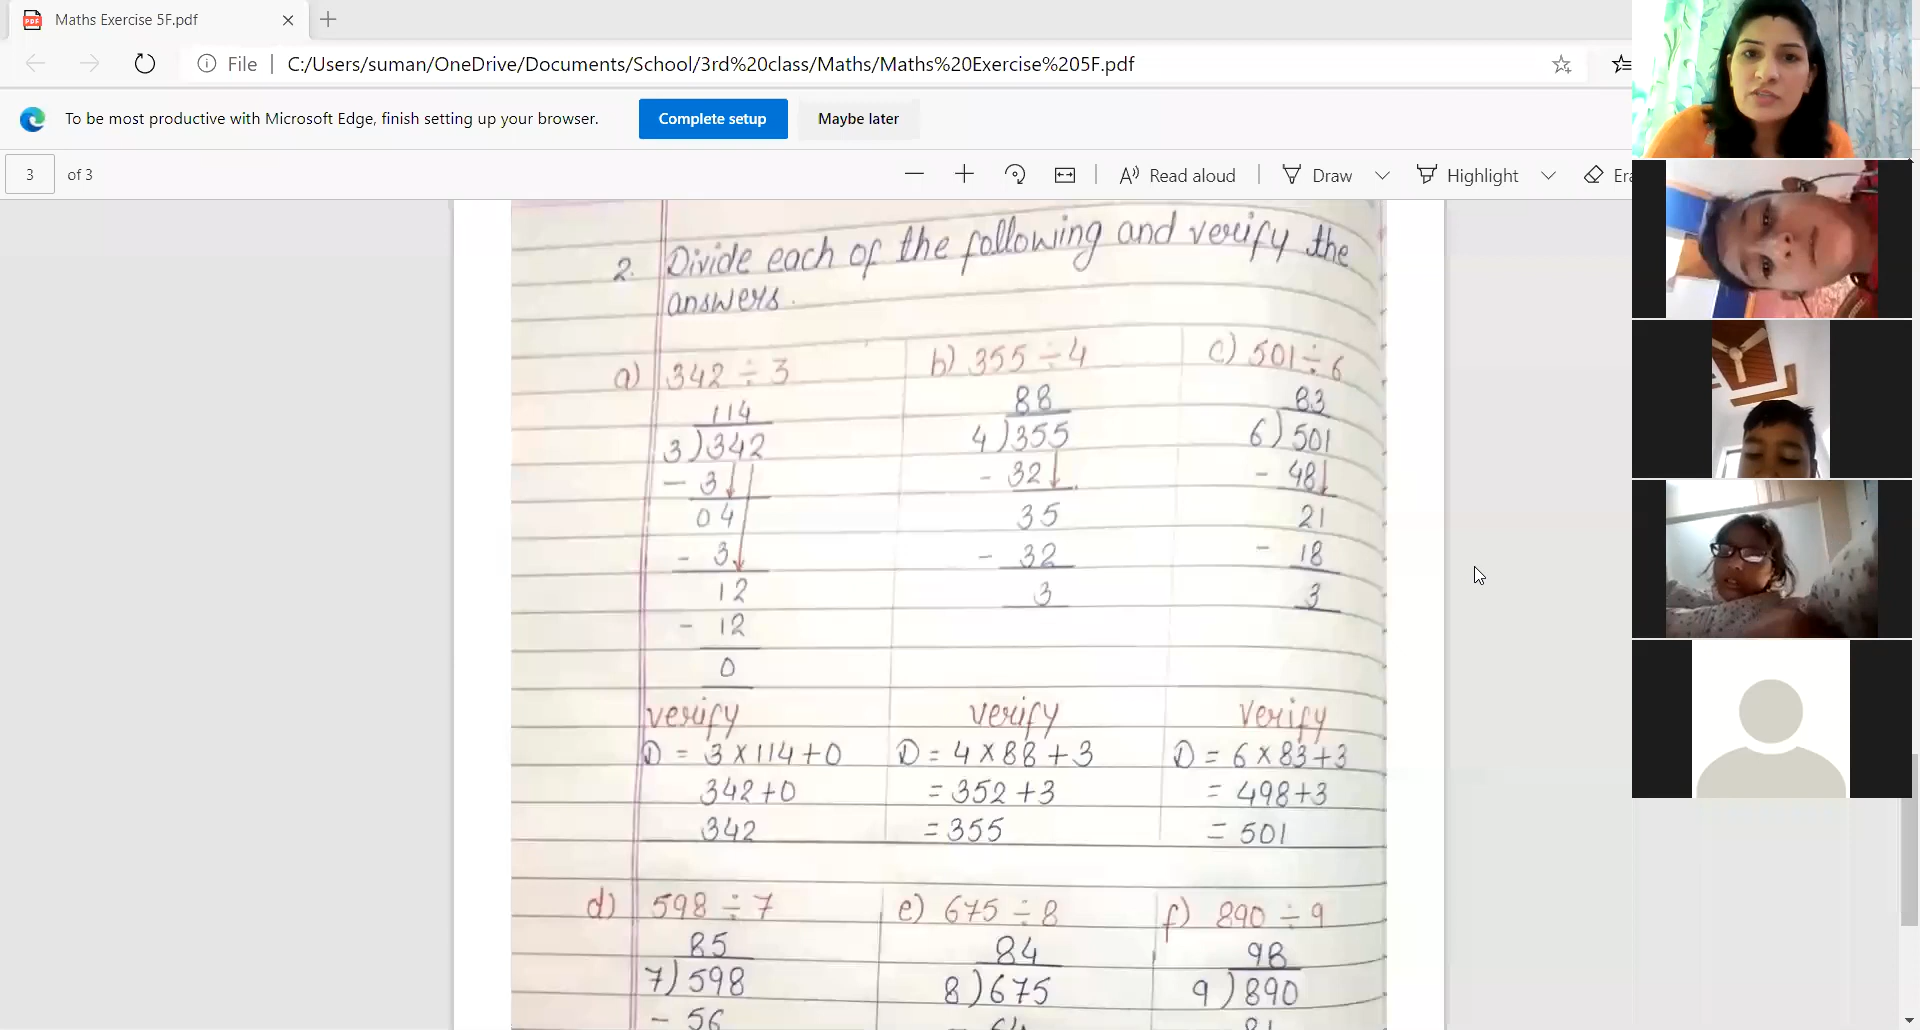 Maths Exercise 5F.pdf
File
C:/Users/suman/OneDrive/Documents/School/3rd%20class/Maths/Maths%20Exercise%205F.pdf
To be most productive with Microsoft Edge, finish setting up your browser.
Complete setup
Maybe later
3 of 3
Read aloud
Draw
Highlight
Era
2. Divide each of the following and verify the
answers.
a) 342 ÷ 3
114
3)342
- 3
04
- 3
12
- 12
0
verify
D = 3 × 114 + 0
342 + 0
342
b) 355 ÷ 4
88
4)355
- 32
35
- 32
3
verify
D = 4 × 88 + 3
= 352 + 3
= 355
c) 501 ÷ 6
83
6)501
- 48
21
- 18
3
verify
D = 6 × 83 + 3
= 498 + 3
= 501
d) 598 ÷ 7
85
7)598
- 56
e) 675 ÷ 8
84
8)675
- 64
f) 890 ÷ 9
98
9)890
81